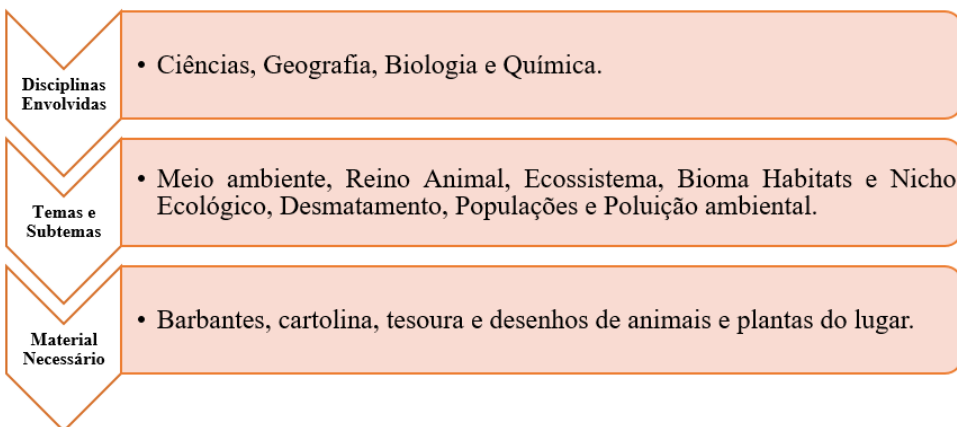 Disciplinas
Envolvidas
• Ciências, Geografia, Biologia e Química.
Temas e
Subtemas
• Meio ambiente, Reino Animal, Ecossistema, Bioma Habitats e Nicho
Ecológico, Desmatamento, Populações e Poluição ambiental.
Material
Necessário
• Barbantes, cartolina, tesoura e desenhos de animais e plantas do lugar.